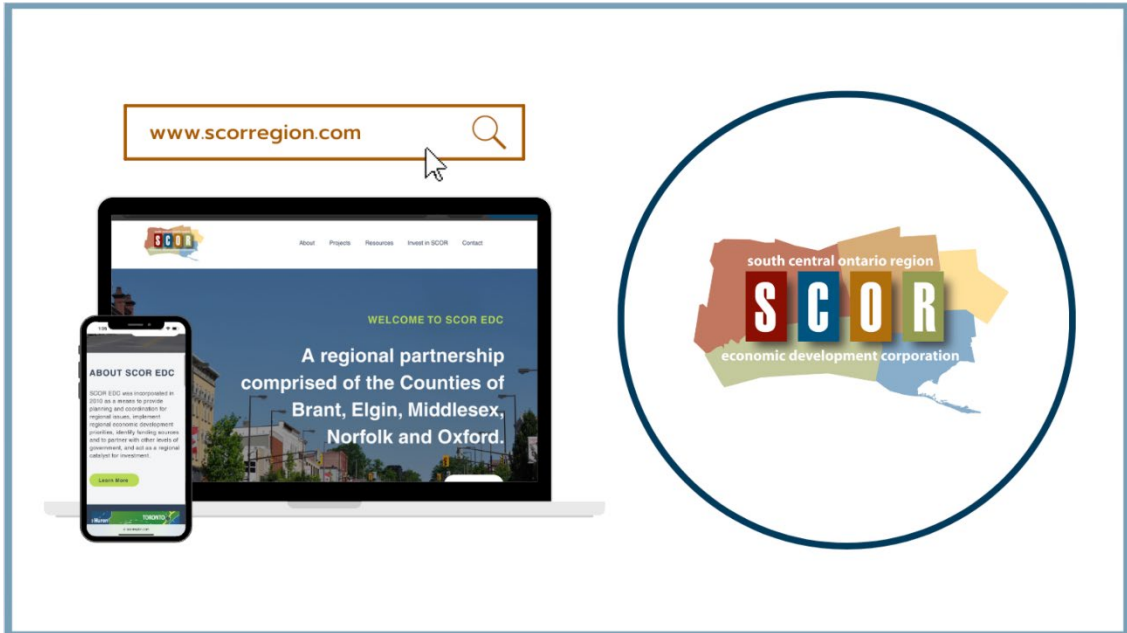 www.scorregion.com
SCOR
About Projects Resources Invest in SCOR Contact
WELCOME TO SCOR EDC
A regional partnership
comprised of the Counties of
Brant, Elgin, Middlesex,
Norfolk and Oxford.
ABOUT SCOR EDC
SCOR EDC was incorporated in
2010 as a means to provide
planning and coordination for
regional issues, implement
regional economic development
priorities, identify funding sources
and to partner with other levels of
government, and act as a regional
catalyst for investment.
Learn More
TORONTO
south central ontario region
SCOR
economic development corporation